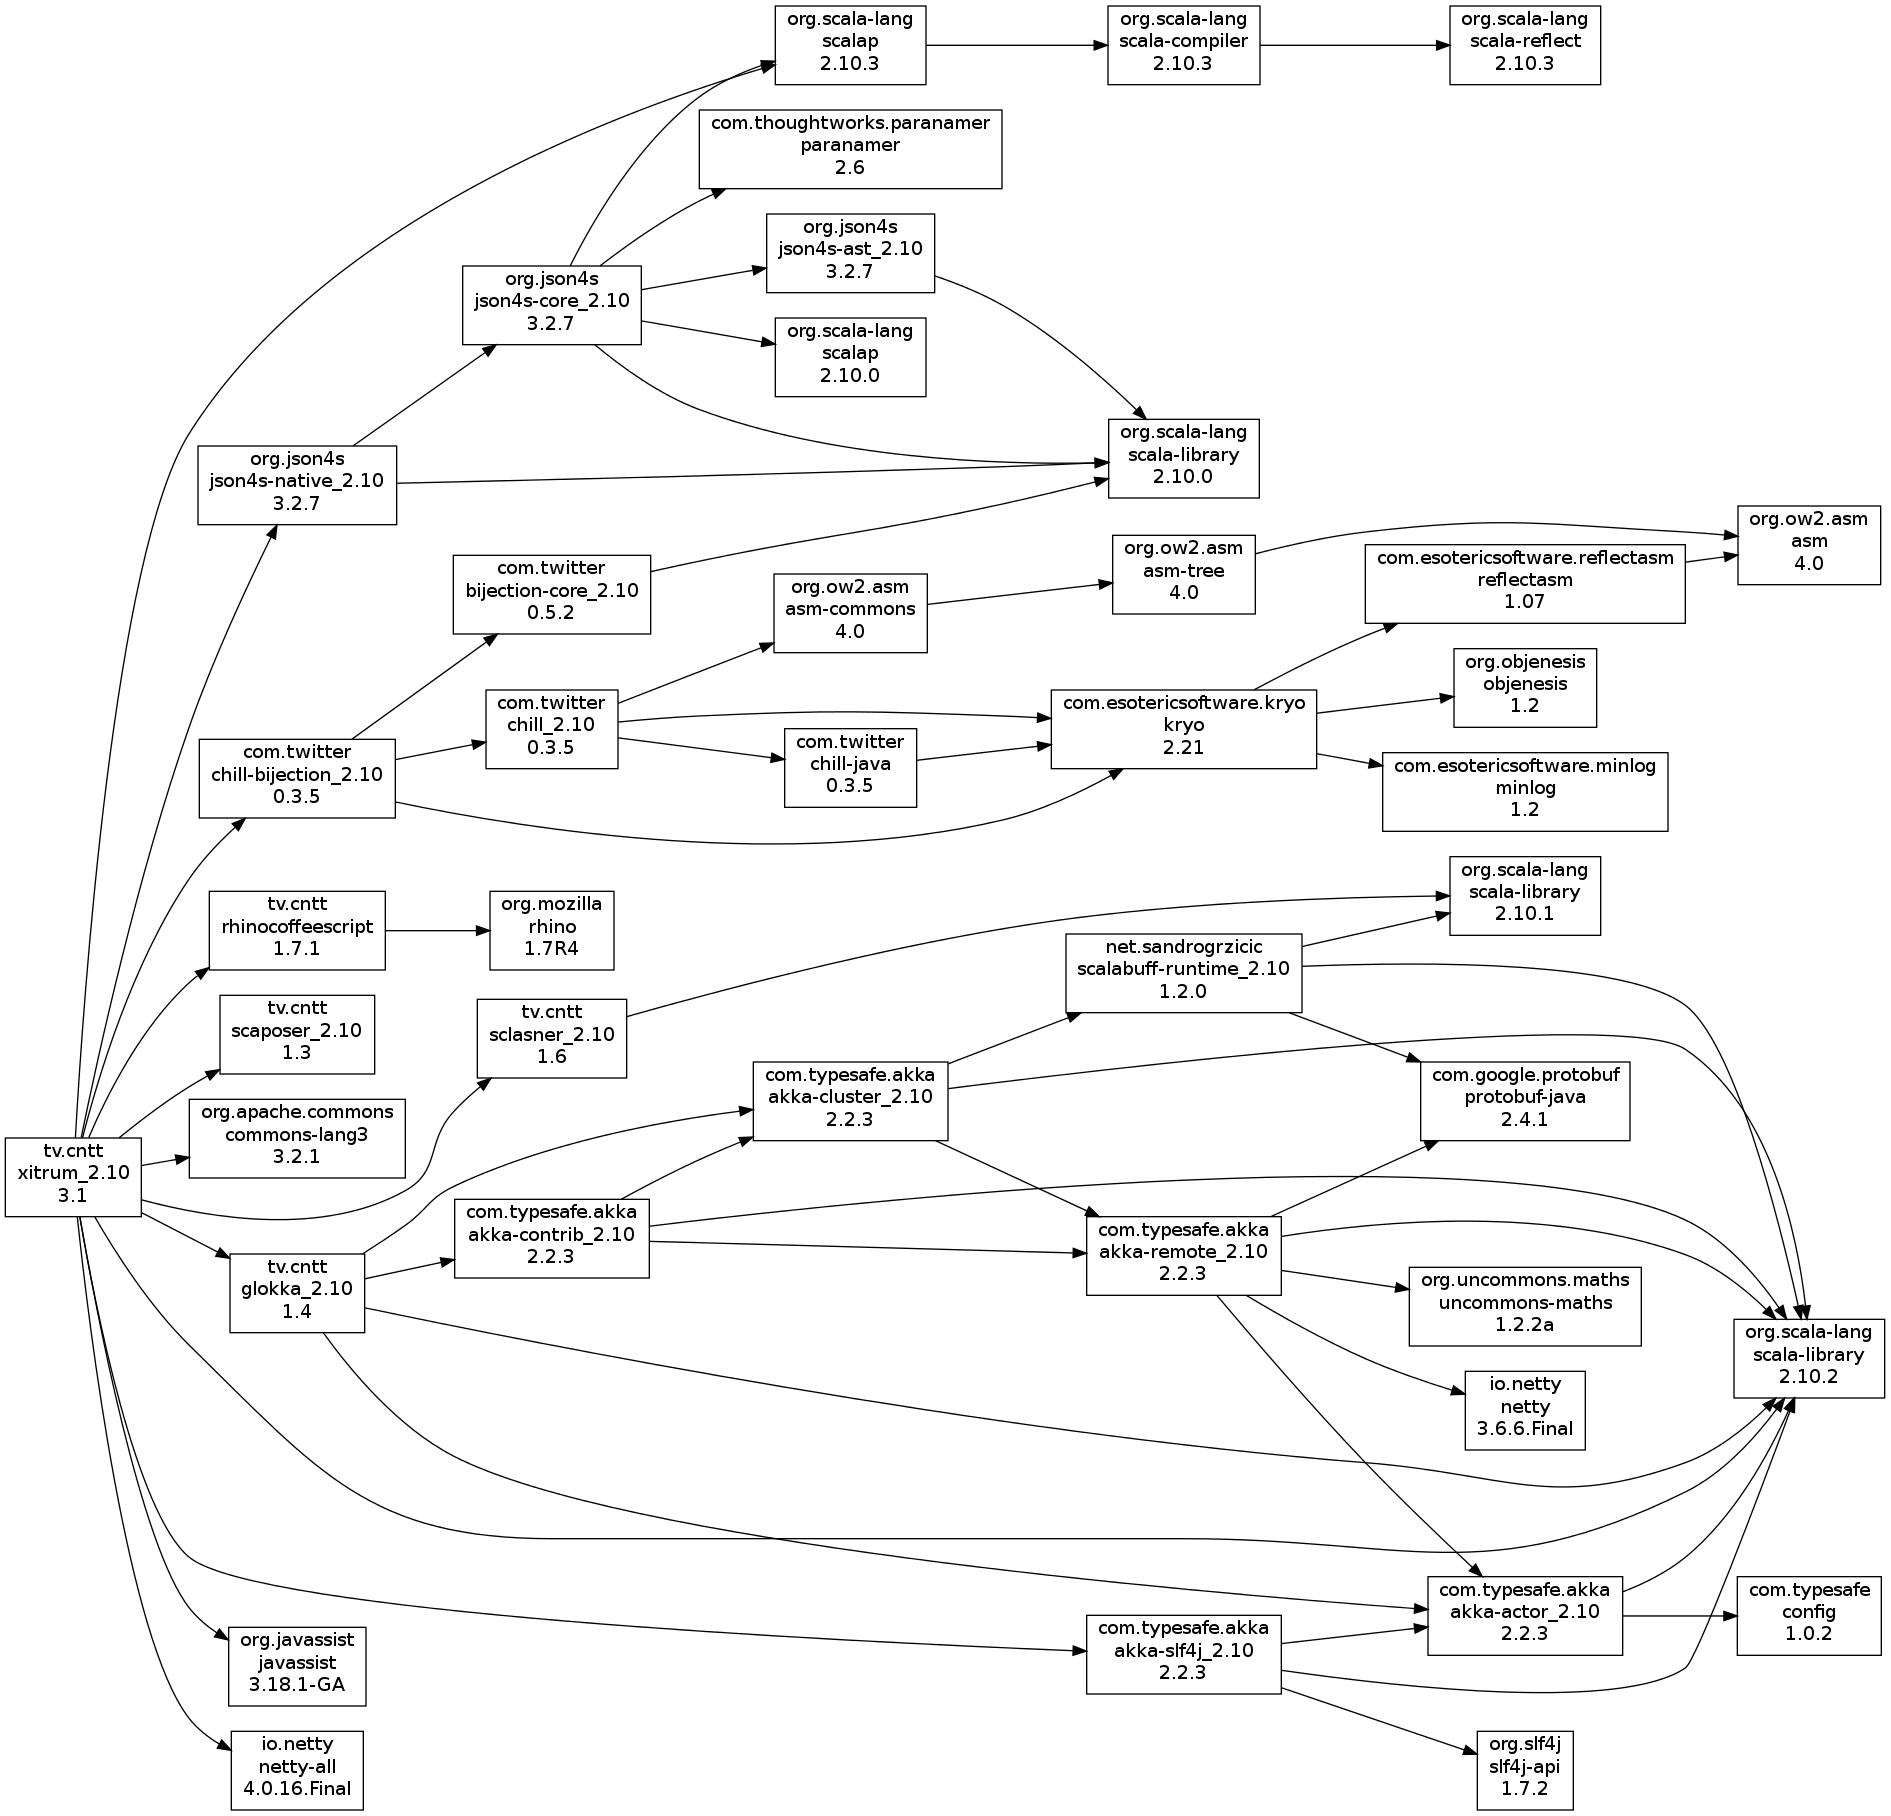 org.scala-lang
scalap
2.10.3
org.scala-lang
scala-compiler
2.10.3
org.scala-lang
scala-reflect
2.10.3
com.thoughtworks.paranamer
paranamer
2.6
org.json4s
json4s-ast_2.10
3.2.7
org.json4s
json4s-core_2.10
3.2.7
org.scala-lang
scalap
2.10.0
org.scala-lang
scala-library
2.10.0
org.json4s
json4s-native_2.10
3.2.7
org.ow2.asm
asm
4.0
org.ow2.asm
asm-tree
4.0
com.esotericsoftware.reflectasm
reflectasm
1.07
com.twitter
bijection-core_2.10
0.5.2
org.ow2.asm
asm-commons
4.0
org.objenesis
objenesis
1.2
com.twitter
chill_2.10
0.3.5
com.esotericsoftware.kryo
kryo
2.21
com.twitter
chill-java
0.3.5
com.twitter
chill-bijection_2.10
0.3.5
com.esotericsoftware.minlog
minlog
1.2
org.scala-lang
scala-library
2.10.1
tv.cntt
rhinocoffeescript
1.7.1
org.mozilla
rhino
1.7R4
net.sandrogrzicic
scalabuff-runtime_2.10
1.2.0
tv.cntt
scaposer_2.10
1.3
tv.cntt
sclasner_2.10
1.6
com.typesafe.akka
akka-cluster_2.10
2.2.3
com.google.protobuf
protobuf-java
2.4.1
org.apache.commons
commons-lang3
3.2.1
tv.cntt
xitrum_2.10
3.1
com.typesafe.akka
akka-contrib_2.10
2.2.3
com.typesafe.akka
akka-remote_2.10
2.2.3
tv.cntt
glokka_2.10
1.4
org.uncommons.maths
uncommons-maths
1.2.2a
org.scala-lang
scala-library
2.10.2
io.netty
netty
3.6.6.Final
com.typesafe.akka
akka-actor_2.10
2.2.3
com.typesafe
config
1.0.2
com.typesafe.akka
akka-slf4j_2.10
2.2.3
org.javassist
javassist
3.18.1-GA
io.netty
netty-all
4.0.16.Final
org.slf4j
slf4j-api
1.7.2